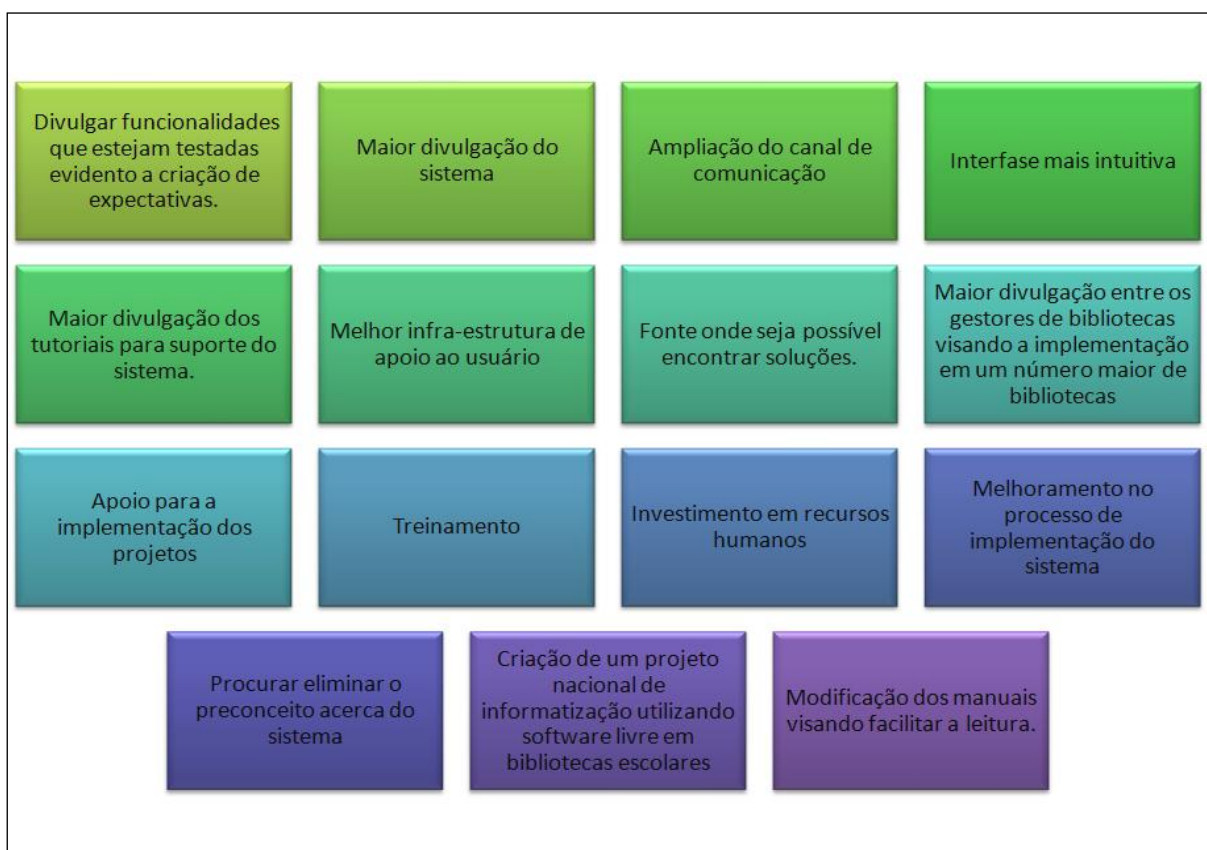 Divulgar funcionalidades
que estejam testadas
evidento a criação de
expectativas.
Maior divulgação do
sistema
Ampliação do canal de
comunicação
Interfase mais intuitiva
Maior divulgação dos
tutoriais para suporte do
sistema.
Melhor infra-estrutura de
apoio ao usuário
Fonte onde seja possível
encontrar soluções.
Maior divulgação entre os
gestores de bibliotecas
visando a implementação
em um número maior de
bibliotecas
Apoio para a
implementação dos
projetos
Treinamento
Investimento em recursos
humanos
Melhoramento no
processo de
implementação do
sistema
Procurar eliminar o
preconceito acerca do
sistema
Criação de um projeto
nacional de
informatização utilizando
software livre em
bibliotecas escolares
Modificação dos manuais
visando facilitar a leitura.